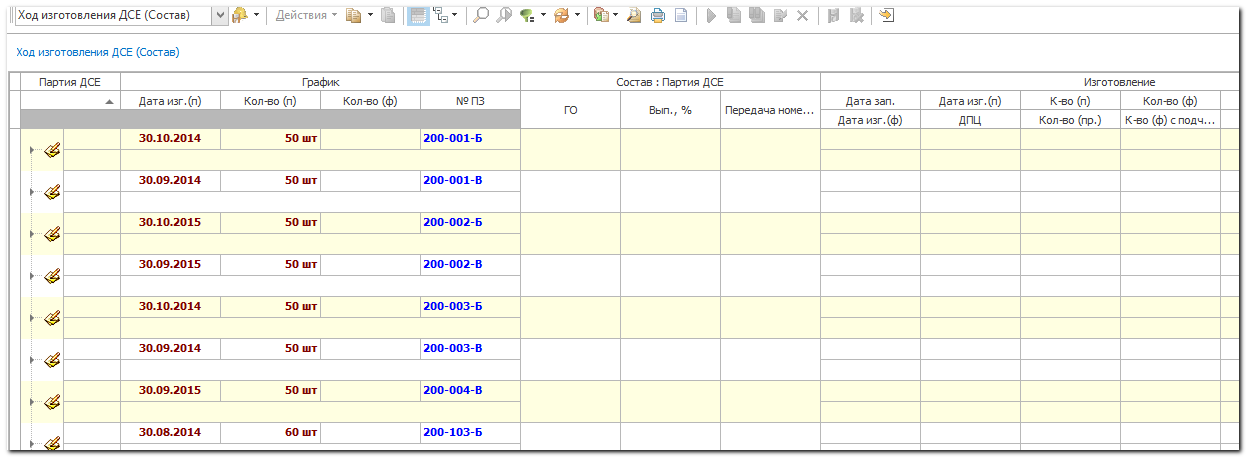 Ход изготовления ДСЕ (Состав) Действия
Ход изготовления ДСЕ (Состав)
Партия ДСЕ График Состав : Партия ДСЕ Изготовление
Дата изг.(п) Кол-во (п) Кол-во (ф) № ПЗ ГО Вып., % Передача номе... Дата зап. Дата изг.(п) К-во (п) Кол-во (ф)
Дата изг.(ф) ДПЦ Кол-во (пр.) К-во (ф) с подч...
30.10.2014 50 шт 200-001-Б
30.09.2014 50 шт 200-001-В
30.10.2015 50 шт 200-002-Б
30.09.2015 50 шт 200-002-В
30.10.2014 50 шт 200-003-Б
30.09.2014 50 шт 200-003-В
30.09.2015 50 шт 200-004-В
30.08.2014 60 шт 200-103-Б